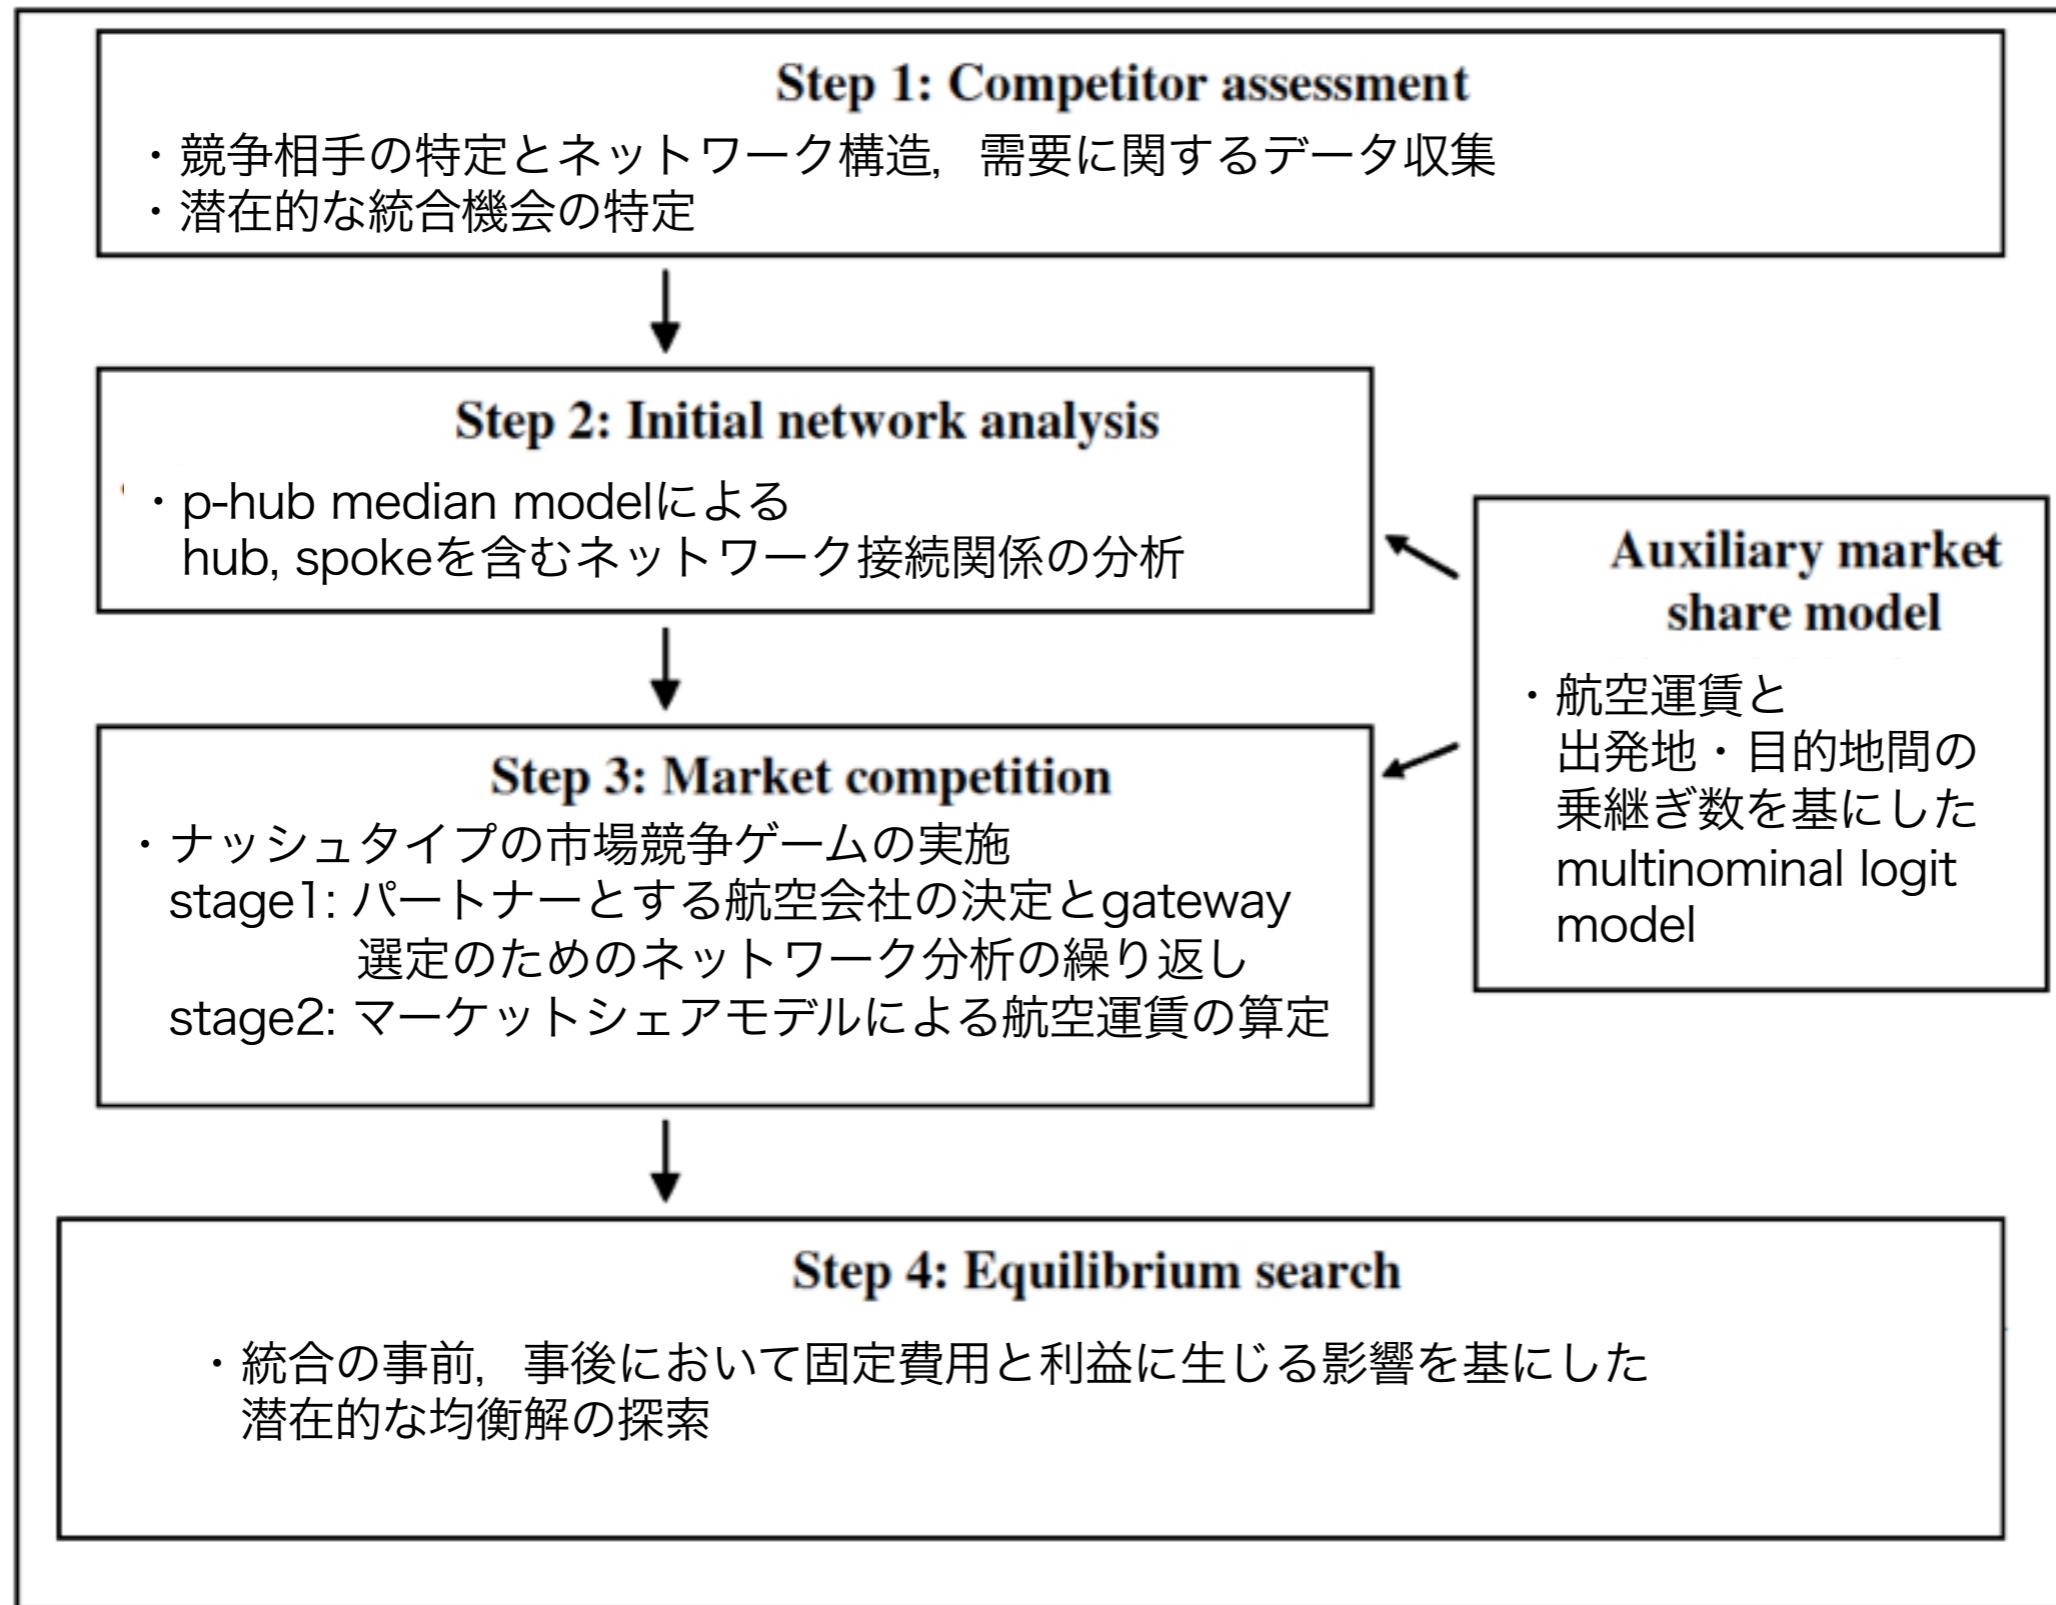 Step 1: Competitor assessment
・競争相手の特定とネットワーク構造，需要に関するデータ収集
・潜在的な統合機会の特定
Step 2: Initial network analysis
・p-hub median modelによる
hub, spokeを含むネットワーク接続関係の分析
Auxiliary market
share model
・航空運賃と
出発地・目的地間の
乗継ぎ数を基にした
multinominal logit
model
Step 3: Market competition
・ナッシュタイプの市場競争ゲームの実施
stage1: パートナーとする航空会社の決定とgateway
選定のためのネットワーク分析の繰り返し
stage2: マーケットシェアモデルによる航空運賃の算定
Step 4: Equilibrium search
・統合の事前，事後において固定費用と利益に生じる影響を基にした
潜在的な均衡解の探索